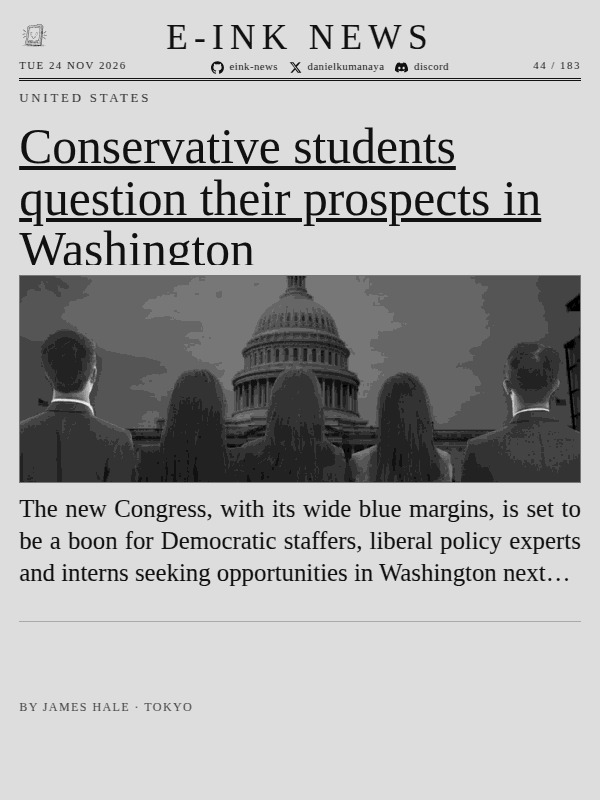 E-INK NEWS
TUE 24 NOV 2026
eink-news danielkumanaya discord
44 / 183
UNITED STATES
Conservative students
question their prospects in
Washington
The new Congress, with its wide blue margins, is set to
be a boon for Democratic staffers, liberal policy experts
and interns seeking opportunities in Washington next…
BY JAMES HALE · TOKYO